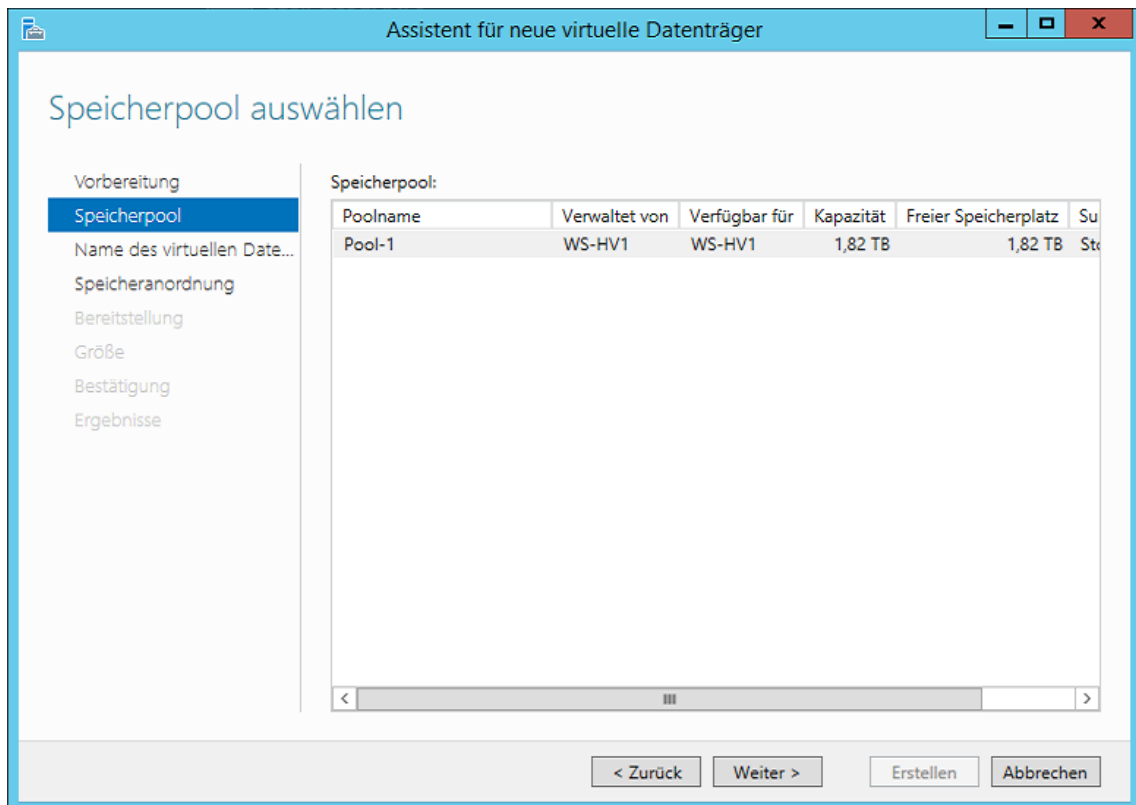 Assistent für neue virtuelle Datenträger
Speicherpool auswählen
Vorbereitung
Speicherpool
Name des virtuellen Date...
Speicheranordnung
Bereitstellung
Größe
Bestätigung
Ergebnisse
Speicherpool:
Poolname Verwaltet von Verfügbar für Kapazität Freier Speicherplatz Su
Pool-1 WS-HV1 WS-HV1 1,82 TB 1,82 TB
< Zurück Weiter > Erstellen Abbrechen